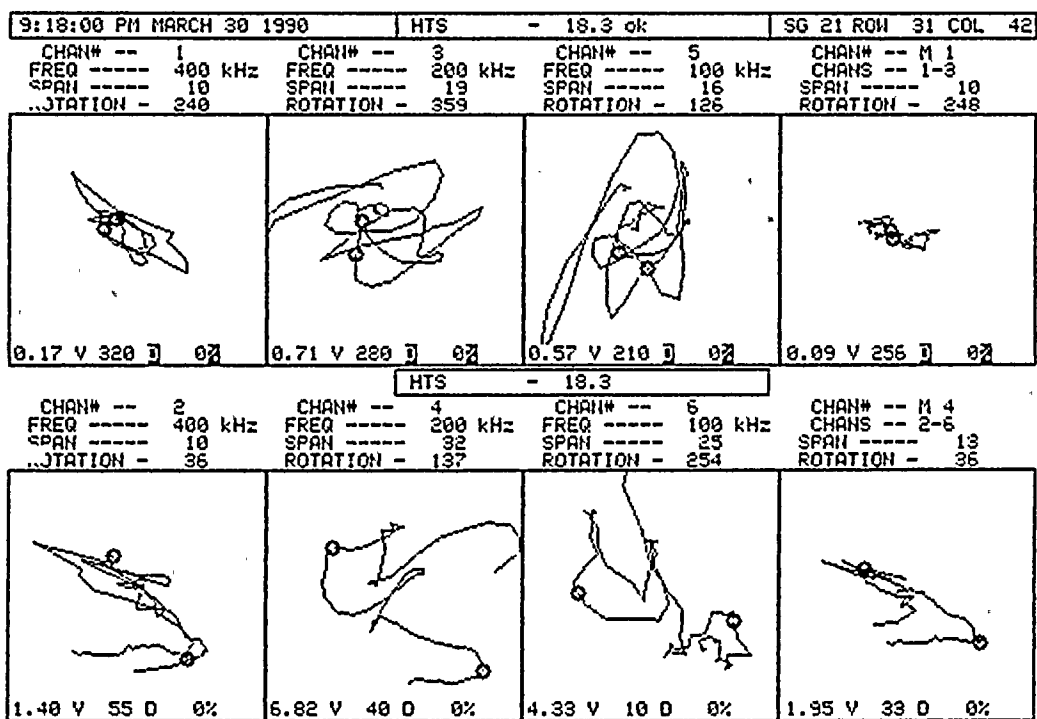 9:18:00 PM MARCH 30 1990 HTS - 18.3 ok SG 21 ROW 31 COL 42
CHAN# -- 1 CHAN# -- 3 CHAN# -- 5 CHAN# -- M 1
FREQ ----- 400 kHz FREQ ----- 200 kHz FREQ ----- 100 kHz CHANS -- 1-3
SPAN ----- 10 SPAN ----- 19 SPAN ----- 16 SPAN ----- 10
..OTATION - 240 ROTATION - 359 ROTATION - 126 ROTATION - 248
0.17 V 320 D 0% 0.71 V 280 D 0% 0.57 V 210 D 0% 0.09 V 256 D 0%
HTS - 18.3
CHAN# -- 2 CHAN# -- 4 CHAN# -- 6 CHAN# -- M 4
FREQ ----- 400 kHz FREQ ----- 200 kHz FREQ ----- 100 kHz CHANS -- 2-6
SPAN ----- 10 SPAN ----- 32 SPAN ----- 25 SPAN ----- 13
..OTATION - 36 ROTATION - 137 ROTATION - 254 ROTATION - 36
1.40 V 55 D 0% 6.82 V 40 D 0% 4.33 V 10 D 0% 1.95 V 33 D 0%